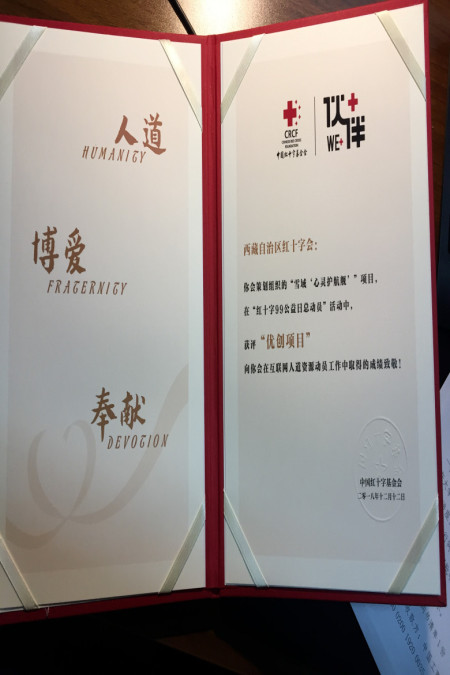 人道
HUMANITY
博爱
FRATERNITY
奉献
DEVOTION
CRCF
中国红十字基金会
伙伴
WE+
西藏自治区红十字会：
你会策划组织的“雪域‘心灵护航舰’”项目，
在“红十字99公益日总动员”活动中，
获评“优创项目”
向你会在互联网人道资源动员工作中取得的成绩致敬！
中国红十字基金会
二零一八年十二月十二日